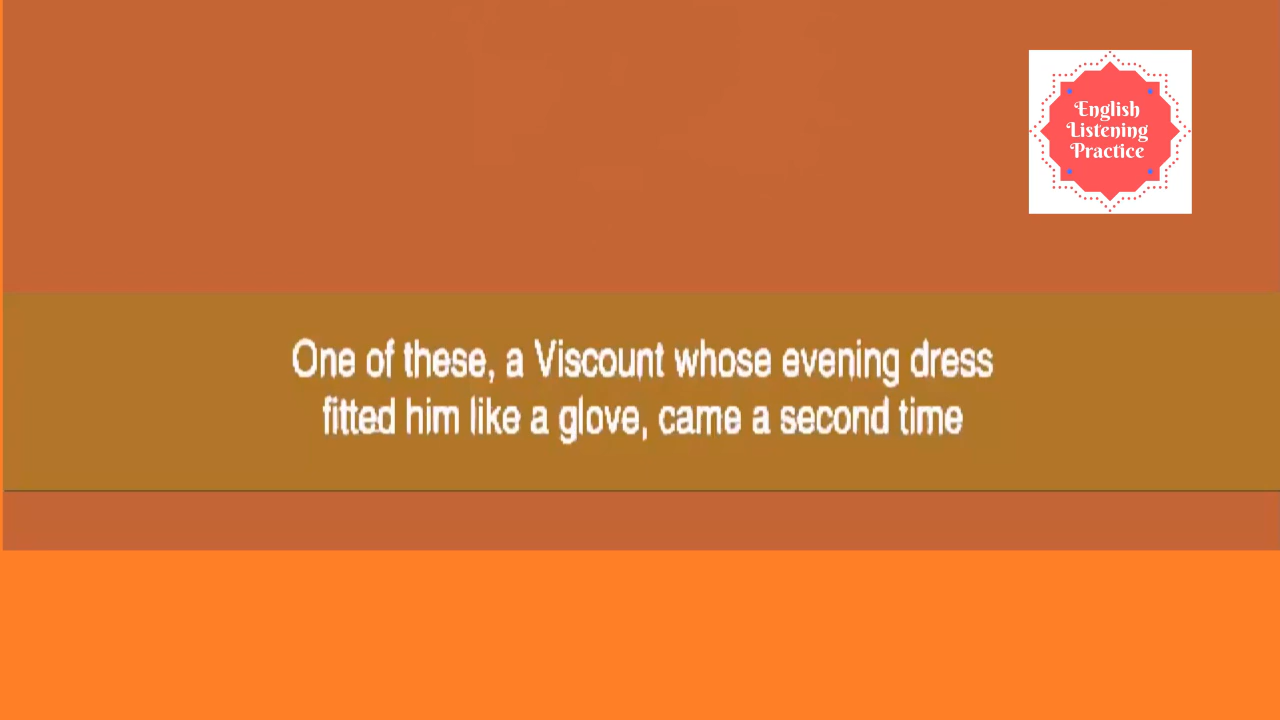 English
Listening
Practice
One of these, a Viscount whose evening dress
fitted him like a glove, came a second time